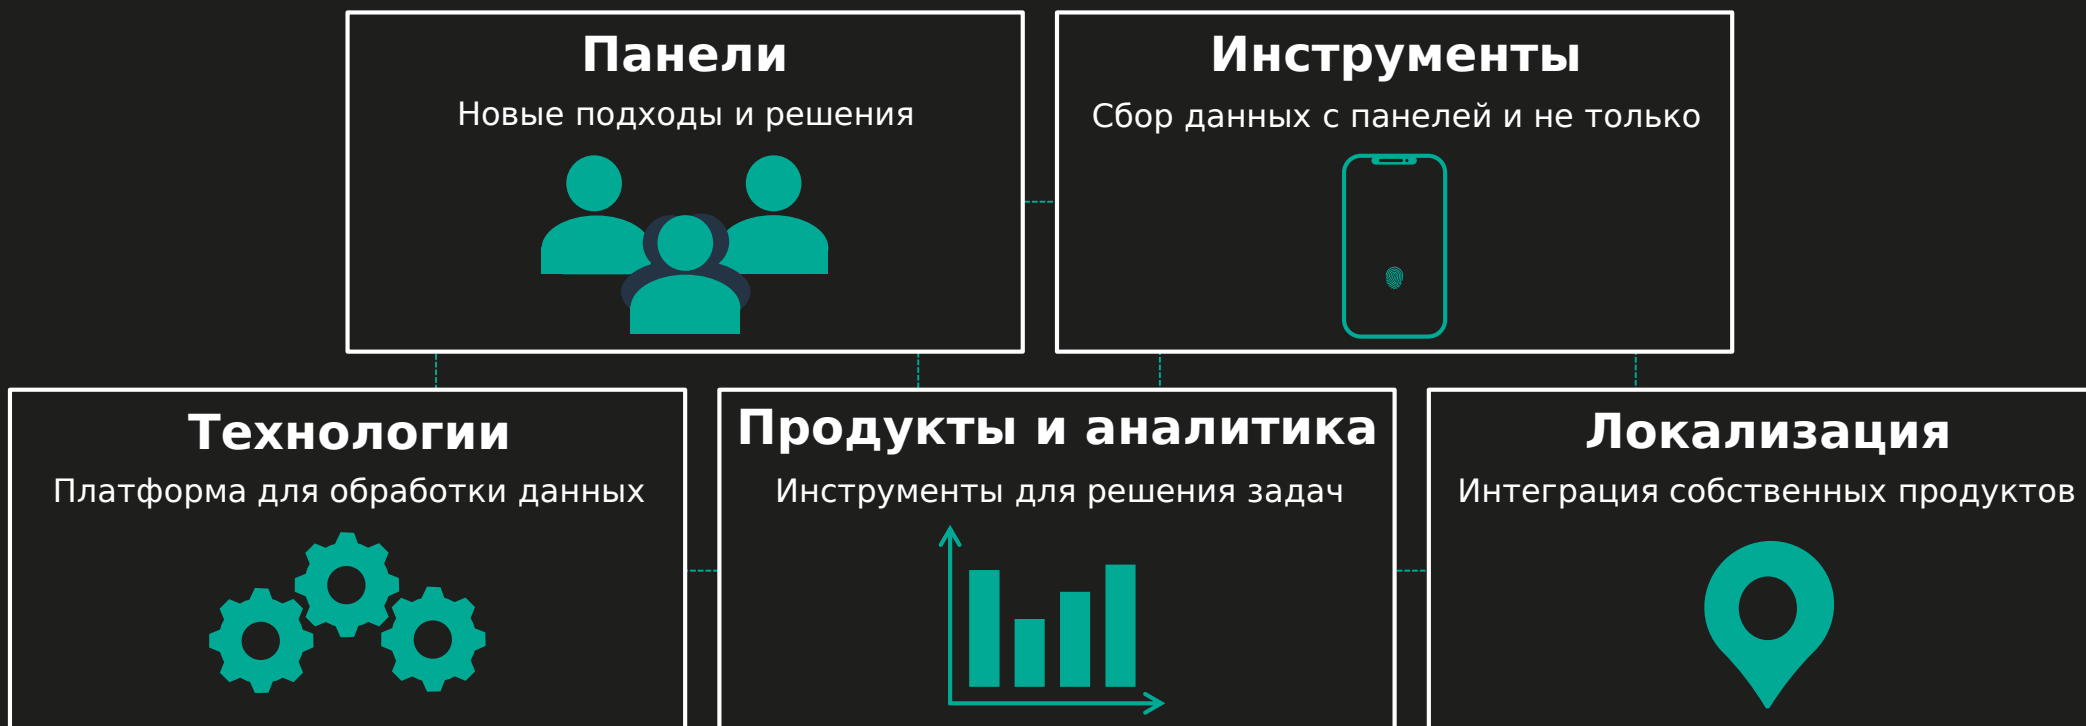 Панели
Новые подходы и решения
Инструменты
Сбор данных с панелей и не только
Технологии
Платформа для обработки данных
Продукты и аналитика
Инструменты для решения задач
Локализация
Интеграция собственных продуктов